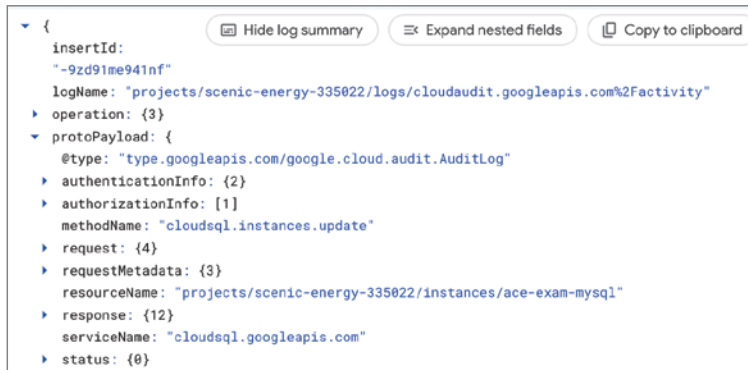 {
Hide log summary
Expand nested fields
Copy to clipboard
insertId:
"-9zd91me941nf"
logName: "projects/scenic-energy-335022/logs/cloudaudit.googleapis.com%2Factivity"
operation: {3}
protoPayload: {
@type: "type.googleapis.com/google.cloud.audit.AuditLog"
authenticationInfo: {2}
authorizationInfo: [1]
methodName: "cloudsql.instances.update"
request: {4}
requestMetadata: {3}
resourceName: "projects/scenic-energy-335022/instances/ace-exam-mysql"
response: {12}
serviceName: "cloudsql.googleapis.com"
status: {0}